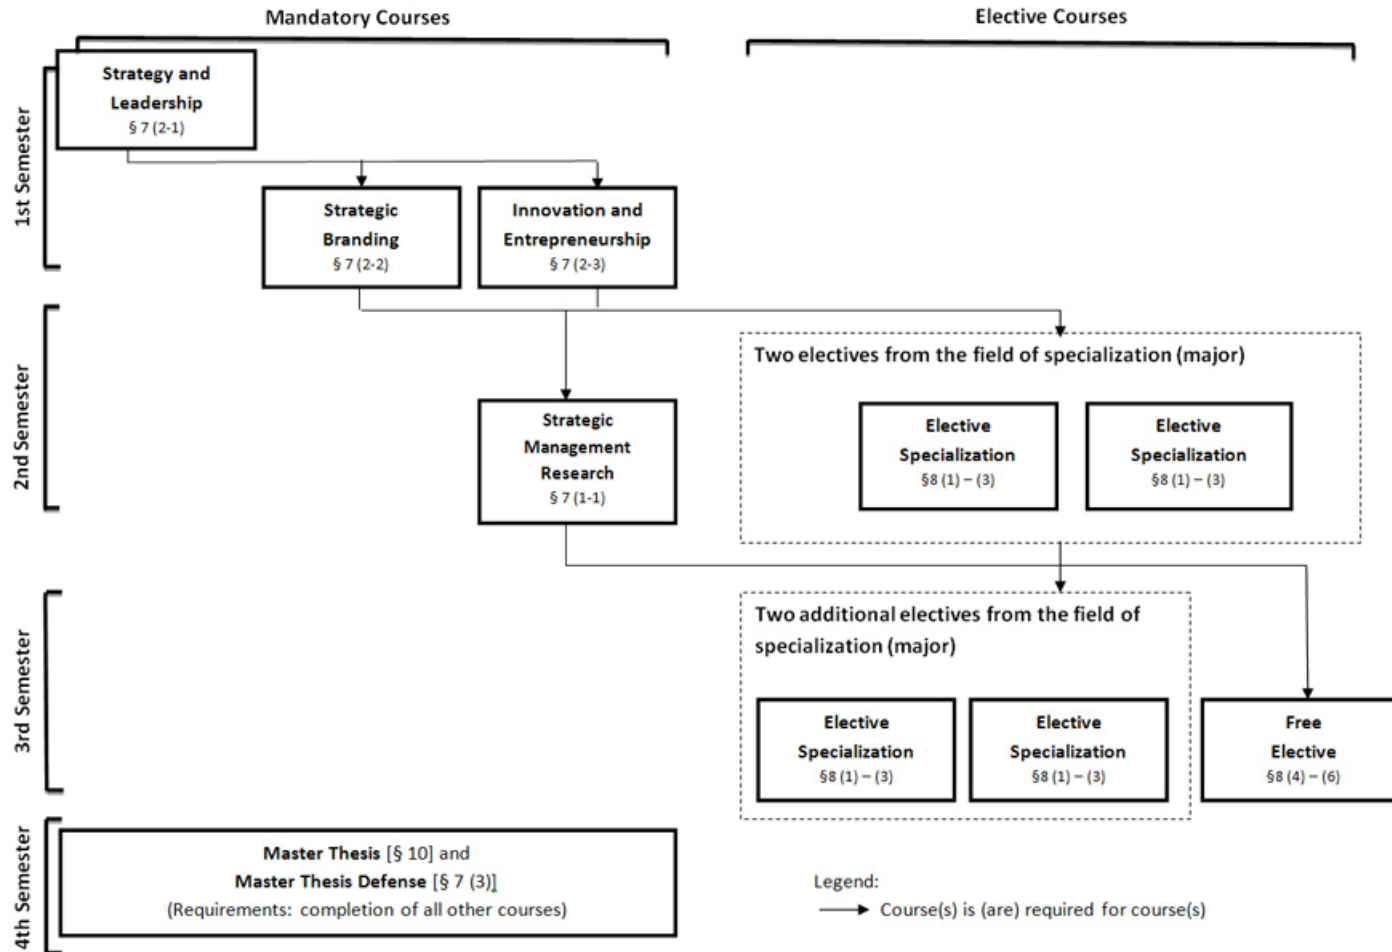 Mandatory Courses
Elective Courses
1st Semester
Strategy and
Leadership
§ 7 (2-1)
Strategic
Branding
§ 7 (2-2)
Innovation and
Entrepreneurship
§ 7 (2-3)
2nd Semester
Two electives from the field of specialization (major)
Strategic
Management
Research
§ 7 (1-1)
Elective
Specialization
§8 (1) – (3)
Elective
Specialization
§8 (1) – (3)
3rd Semester
Two additional electives from the field of
specialization (major)
Elective
Specialization
§8 (1) – (3)
Elective
Specialization
§8 (1) – (3)
Free
Elective
§8 (4) – (6)
4th Semester
Master Thesis [§ 10] and
Master Thesis Defense [§ 7 (3)]
(Requirements: completion of all other courses)
Legend:
Course(s) is (are) required for course(s)